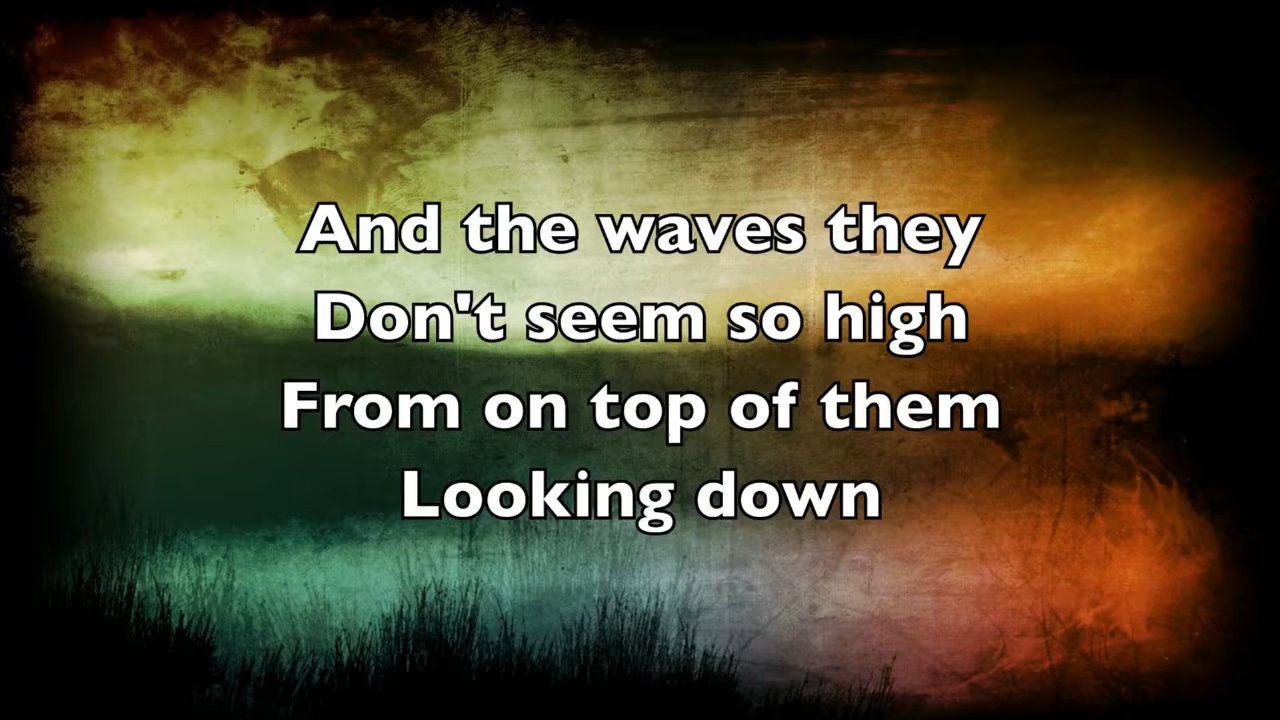 And the waves they
Don't seem so high
From on top of them
Looking down